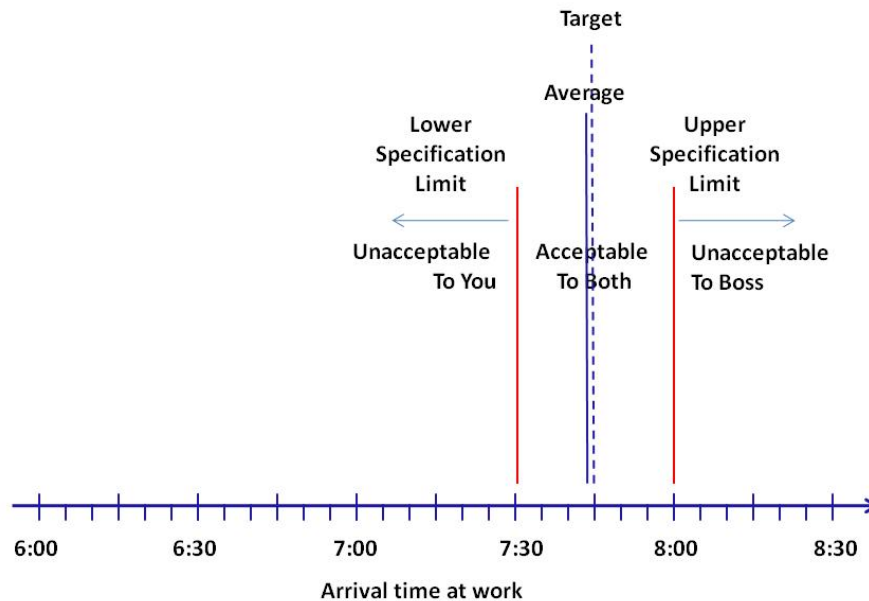 Target
Average
Lower
Specification
Limit
Upper
Specification
Limit
Unacceptable
To You
Acceptable
To Both
Unacceptable
To Boss
6:00 6:30 7:00 7:30 8:00 8:30
Arrival time at work